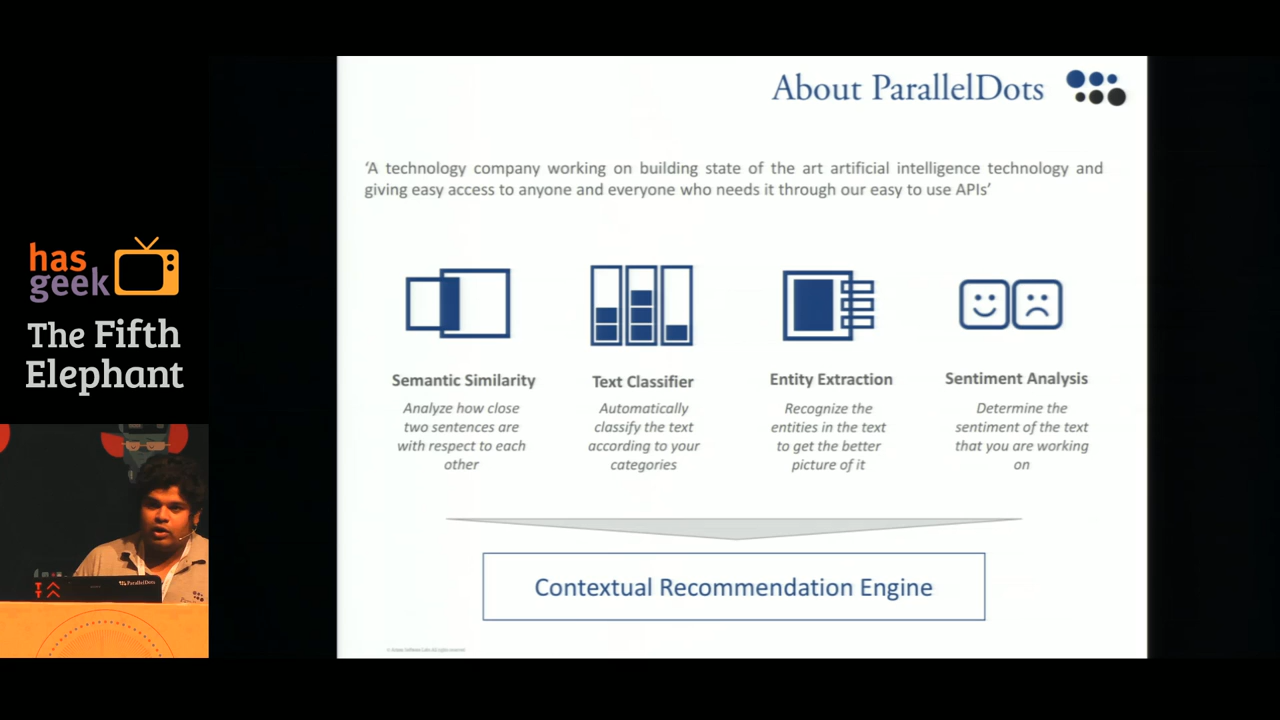 About ParallelDots
‘A technology company working on building state of the art artificial intelligence technology and
giving easy access to anyone and everyone who needs it through our easy to use APIs’
has
geek
The Fifth
Elephant
Semantic Similarity
Analyze how close
two sentences are
with respect to each
other
Text Classifier
Automatically
classify the text
according to your
categories
Entity Extraction
Recognize the
entities in the text
to get the better
picture of it
Sentiment Analysis
Determine the
sentiment of the text
that you are working
on
Contextual Recommendation Engine
ParallelDots